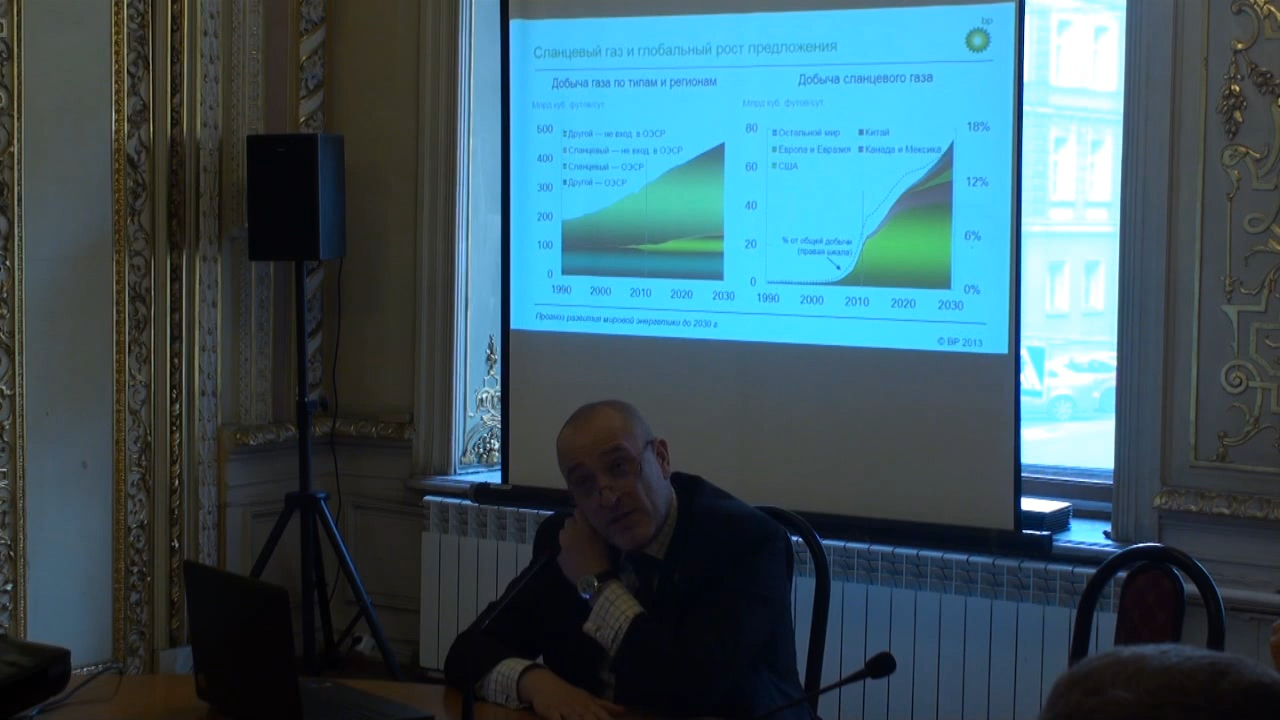 bp
Сланцевый газ и глобальный рост предложения
Добыча газа по типам и регионам
Млрд куб. футов/сут.
600
400
300
200
100
0
Другой — не вход. в ОЭСР
Сланцевый — не вход. в ОЭСР
Сланцевый — ОЭСР
Другой — ОЭСР
1990 2000 2010 2020 2030
Добыча сланцевого газа
Млрд куб. футов/сут.
80
60
40
20
0
Остальной мир Китай
Европа и Евразия Канада и Мексика
США
% от общей добычи
(правая шкала)
18%
12%
6%
0%
1990 2000 2010 2020 2030
Прогноз развития мировой энергетики до 2030 г.
© BP 2013